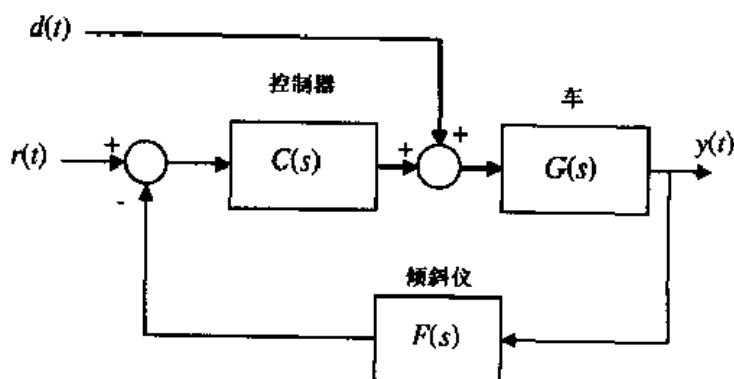 d(t)
控制器
车
r(t)
+
C(s)
+
+
G(s)
y(t)
-
倾斜仪
F(s)